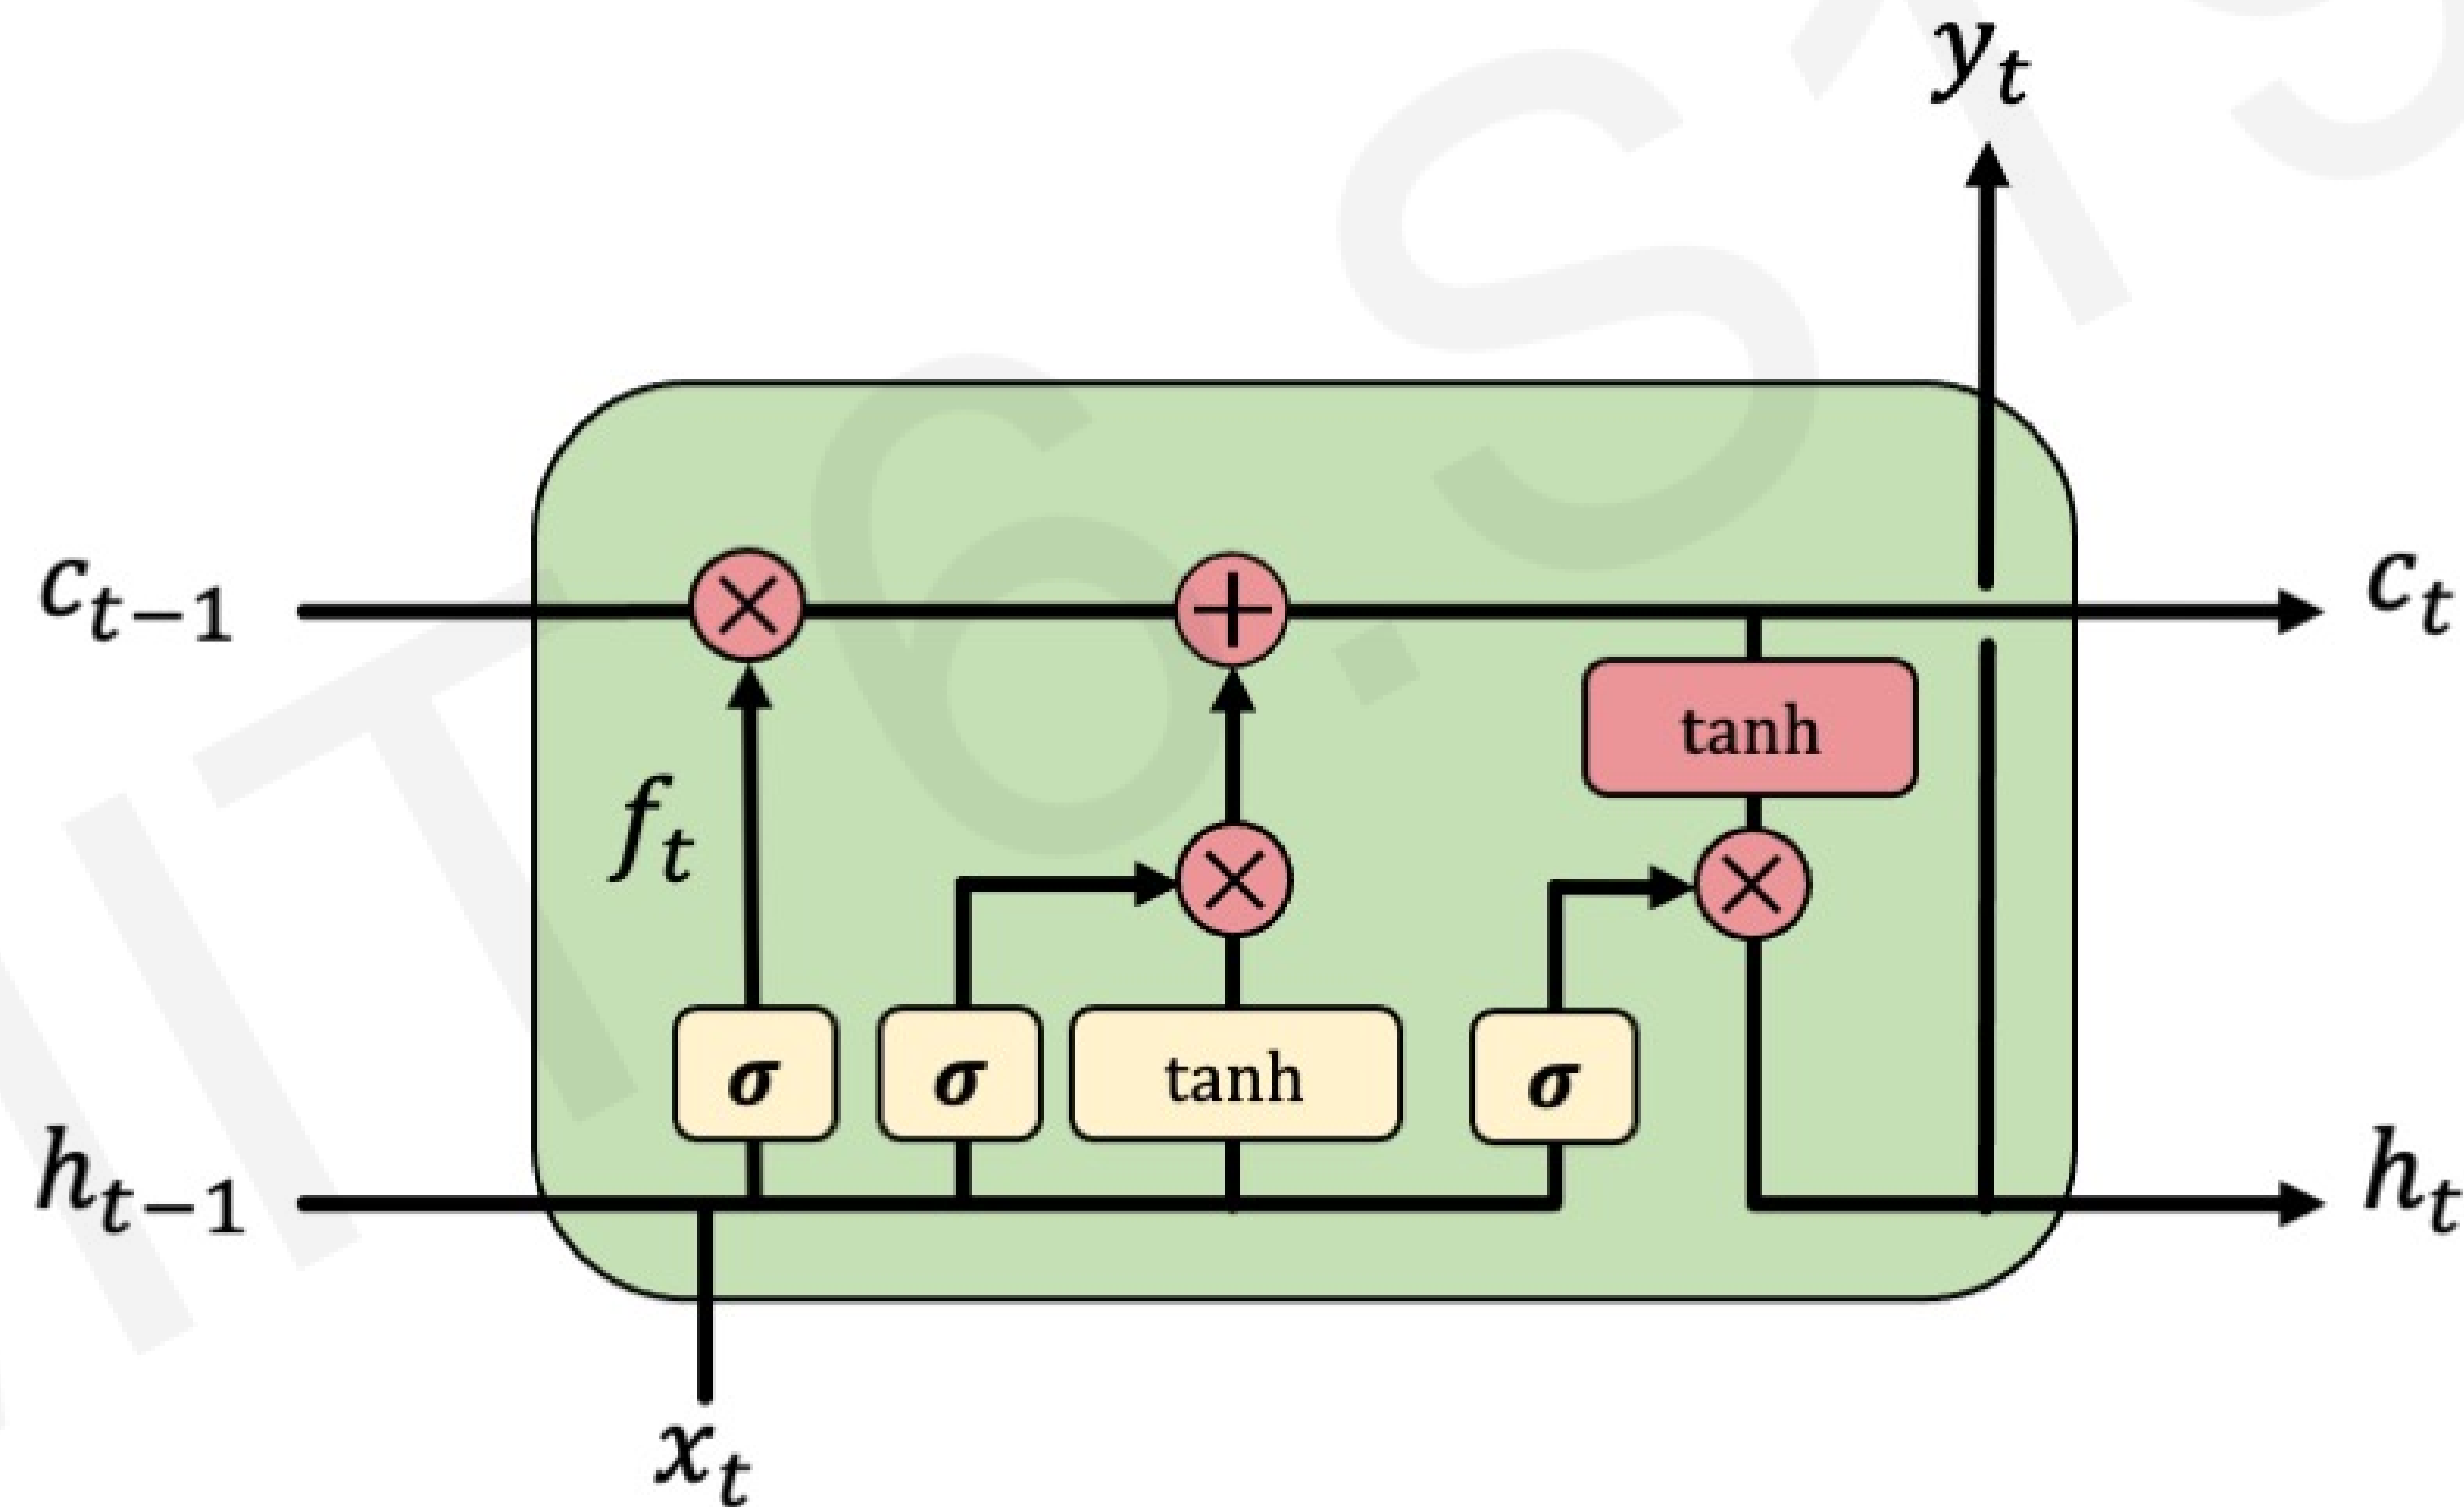 y_t
c_{t-1}
c_t
tanh
f_t
σ σ tanh σ
h_{t-1}
h_t
x_t